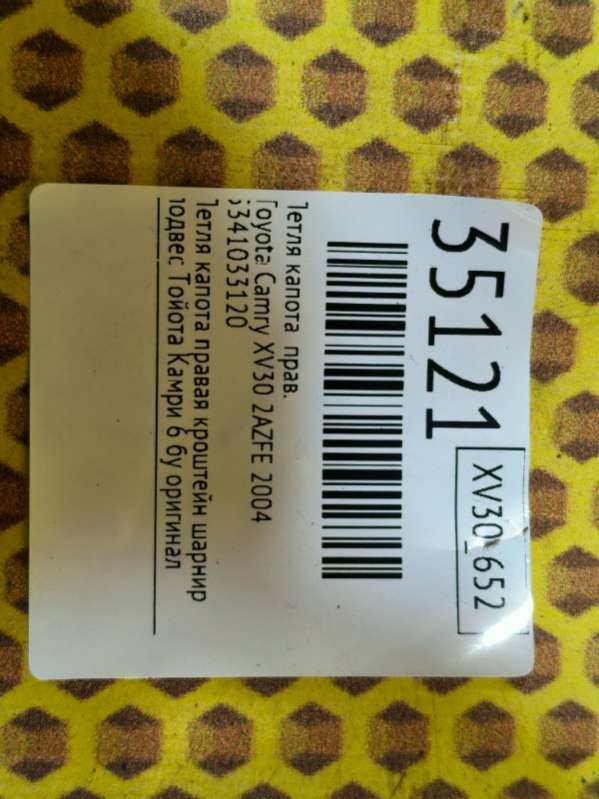 35121
XV30_652
Петля капота прав.
Toyota Camry XV30 2AZFE 2004
5341033120
Петля капота правая кроштейн шарнир
подвес Тойота Камри 6 бу оригинал